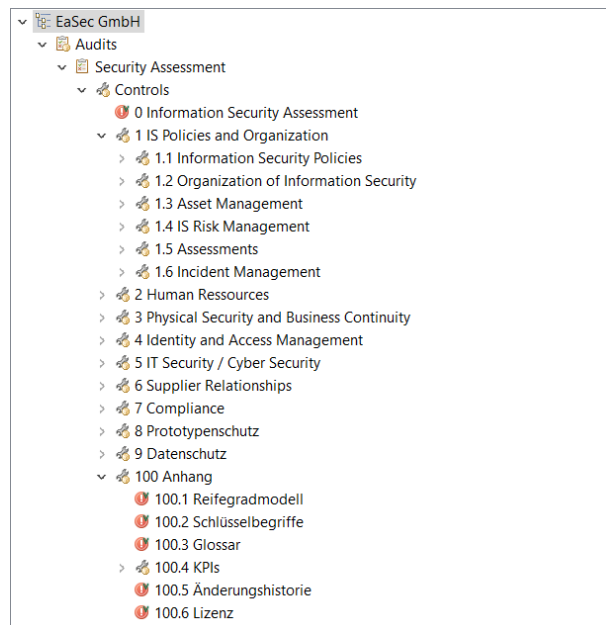 EaSec GmbH
Audits
Security Assessment
Controls
0 Information Security Assessment
1 IS Policies and Organization
1.1 Information Security Policies
1.2 Organization of Information Security
1.3 Asset Management
1.4 IS Risk Management
1.5 Assessments
1.6 Incident Management
2 Human Ressources
3 Physical Security and Business Continuity
4 Identity and Access Management
5 IT Security / Cyber Security
6 Supplier Relationships
7 Compliance
8 Prototypenschutz
9 Datenschutz
100 Anhang
100.1 Reifegradmodell
100.2 Schlüsselbegriffe
100.3 Glossar
100.4 KPIs
100.5 Änderungshistorie
100.6 Lizenz